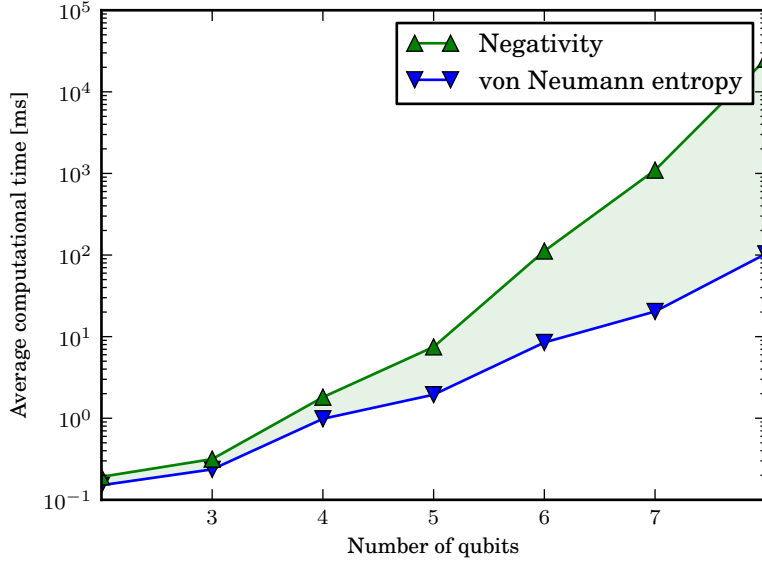 10^5
10^4
10^3
10^2
10^1
10^0
10^−1
Average computational time [ms]
Negativity
von Neumann entropy
3 4 5 6 7
Number of qubits